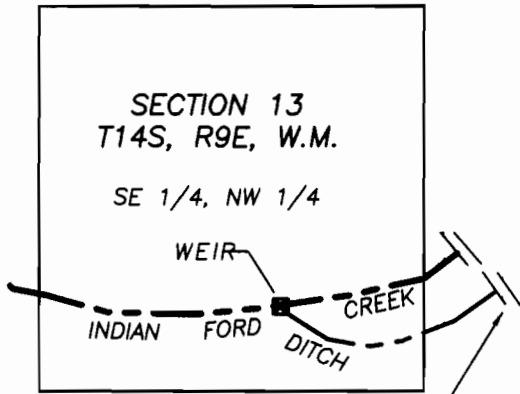 SECTION 13
T14S, R9E, W.M.
SE 1/4, NW 1/4
WEIR
INDIAN FORD CREEK
DITCH